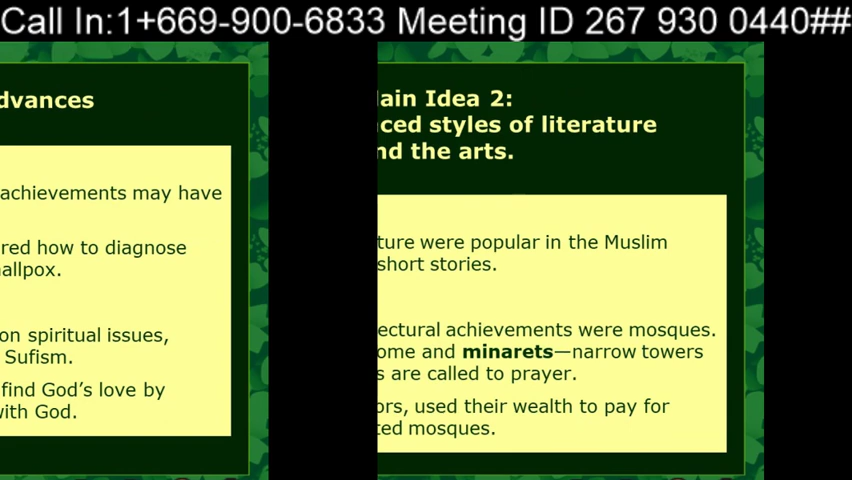 Call In:1+669-900-6833 Meeting ID 267 930 0440##
dvances
achievements may have
red how to diagnose
allpox.
on spiritual issues,
Sufism.
find God's love by
with God.
ain Idea 2:
ced styles of literature
nd the arts.
ture were popular in the Muslim
short stories.
ectural achievements were mosques.
ome and minarets—narrow towers
s are called to prayer.
ors, used their wealth to pay for
ted mosques.